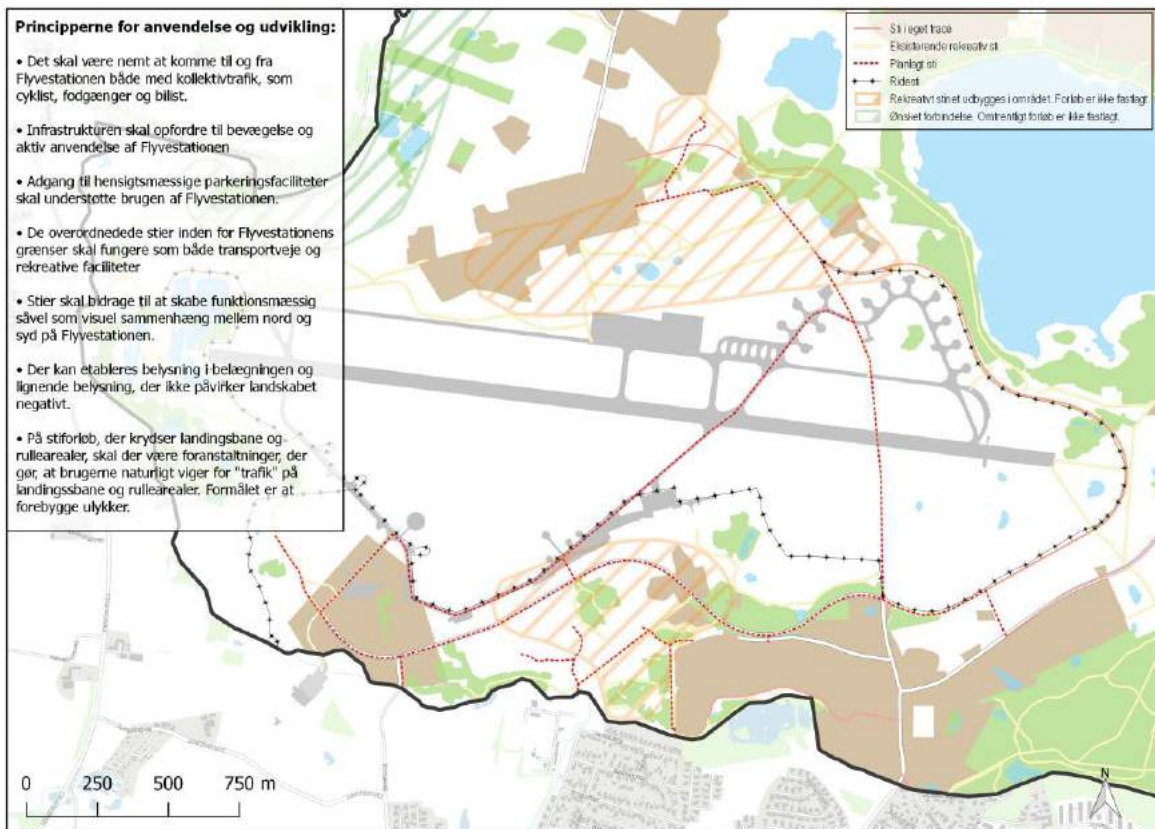 Principperne for anvendelse og udvikling:
• Det skal være nemt at komme til og fra
Flyvestationen både med kollektivtrafik, som
cyklist, fodgænger og bilist.
• Infrastrukturen skal opfordre til bevægelse og
aktiv anvendelse af Flyvestationen
• Adgang til hensigtsmæssige parkeringsfaciliteter
skal understøtte brugen af Flyvestationen.
• De overordnedede stier inden for Flyvestationens
grænser skal fungere som både transportveje og
rekreative faciliteter
• Stier skal bidrage til at skabe funktionsmæssig
såvel som visuel sammenhæng mellem nord og
syd på Flyvestationen.
• Der kan etableres belysning i belægningen og
lignende belysning, der ikke påvirker landskabet
negativt.
• På stiforløb, der krydser landingsbane og
rullearealer, skal der være foranstaltninger, der
gør, at brugerne naturligt viger for "trafik" på
landingssbane og rullearealer. Formålet er at
forebygge ulykker.
Sti i eget tracé
Eksisterende rekreativ sti
Planlagt sti
Ridesti
Rekreativt stinet udbygges i området. Forløb er ikke fastlagt.
Ønsket forbindelse. Omtrentligt forløb er ikke fastlagt.
0 250 500 750 m
N